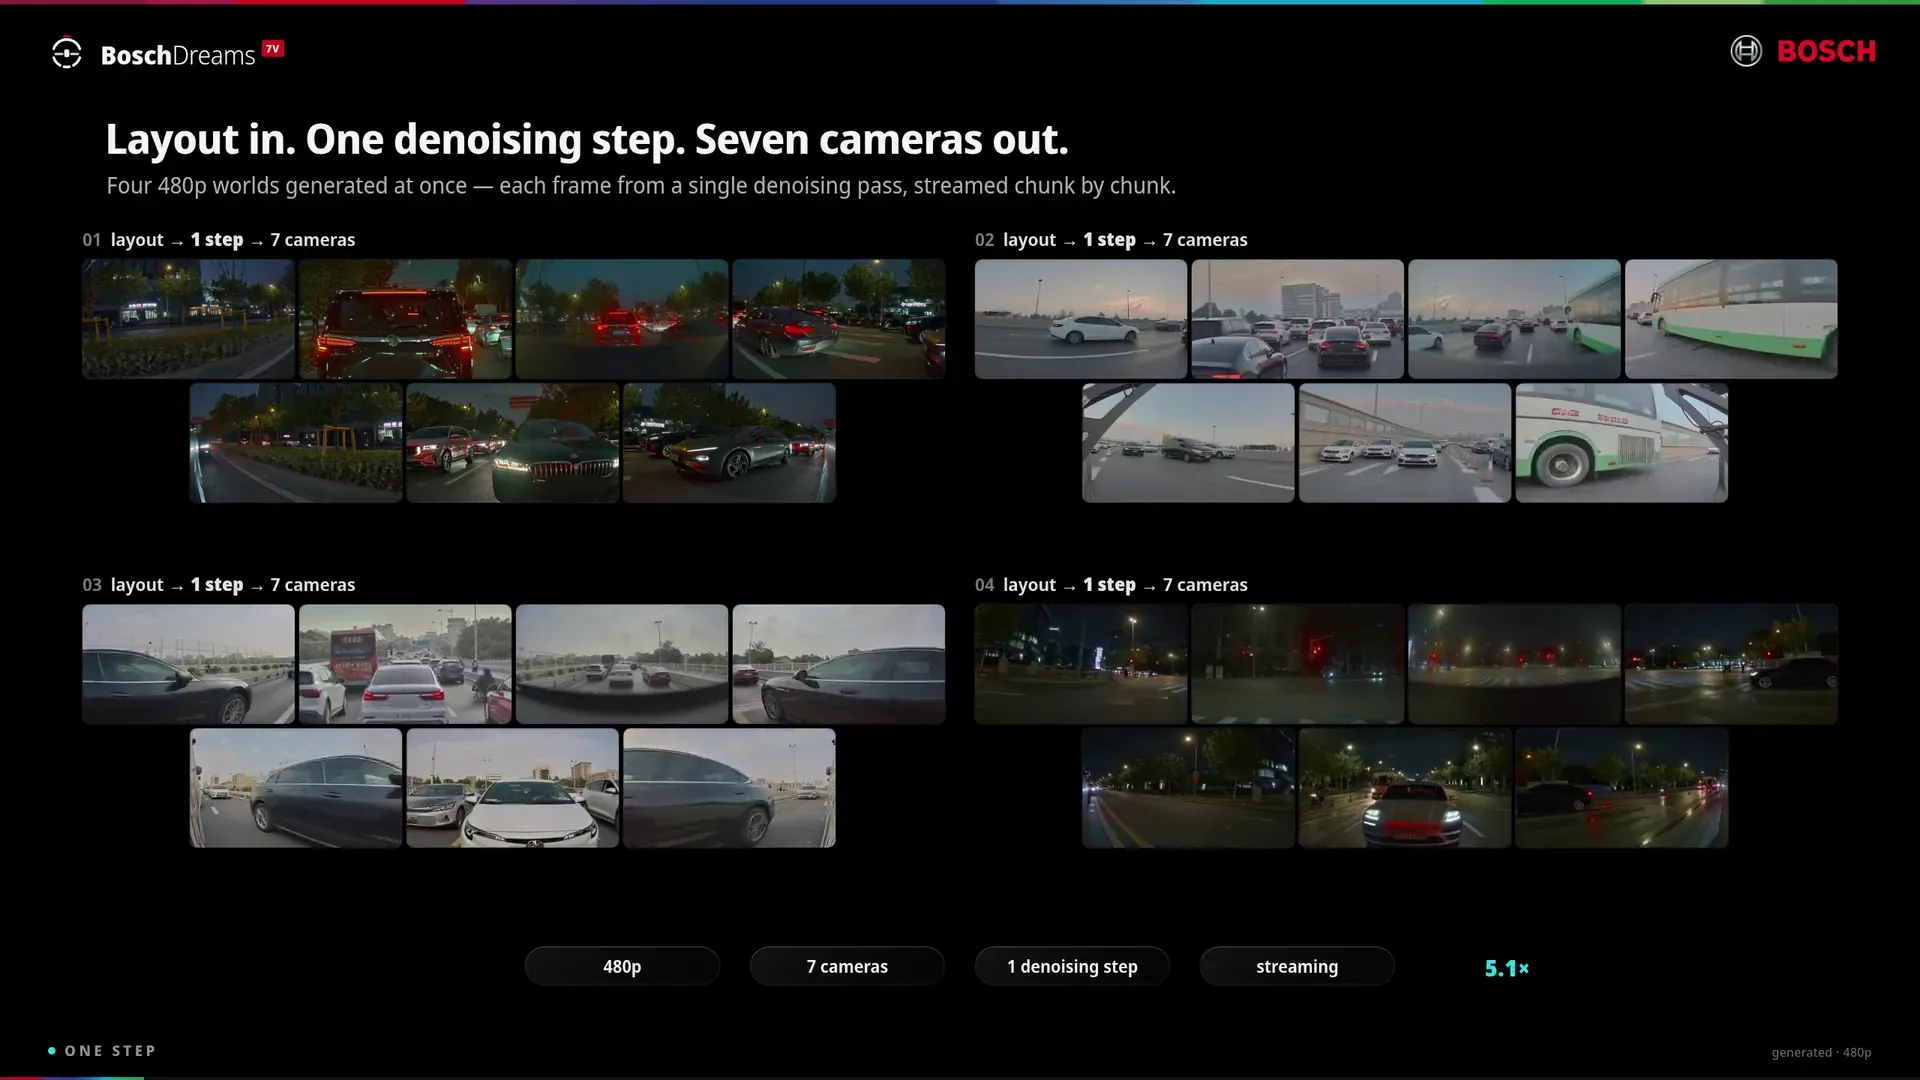 BoschDreams 7V
BOSCH
Layout in. One denoising step. Seven cameras out.
Four 480p worlds generated at once — each frame from a single denoising pass, streamed chunk by chunk.
01 layout → 1 step → 7 cameras
02 layout → 1 step → 7 cameras
03 layout → 1 step → 7 cameras
04 layout → 1 step → 7 cameras
480p
7 cameras
1 denoising step
streaming
5.1×
ONE STEP
generated · 480p